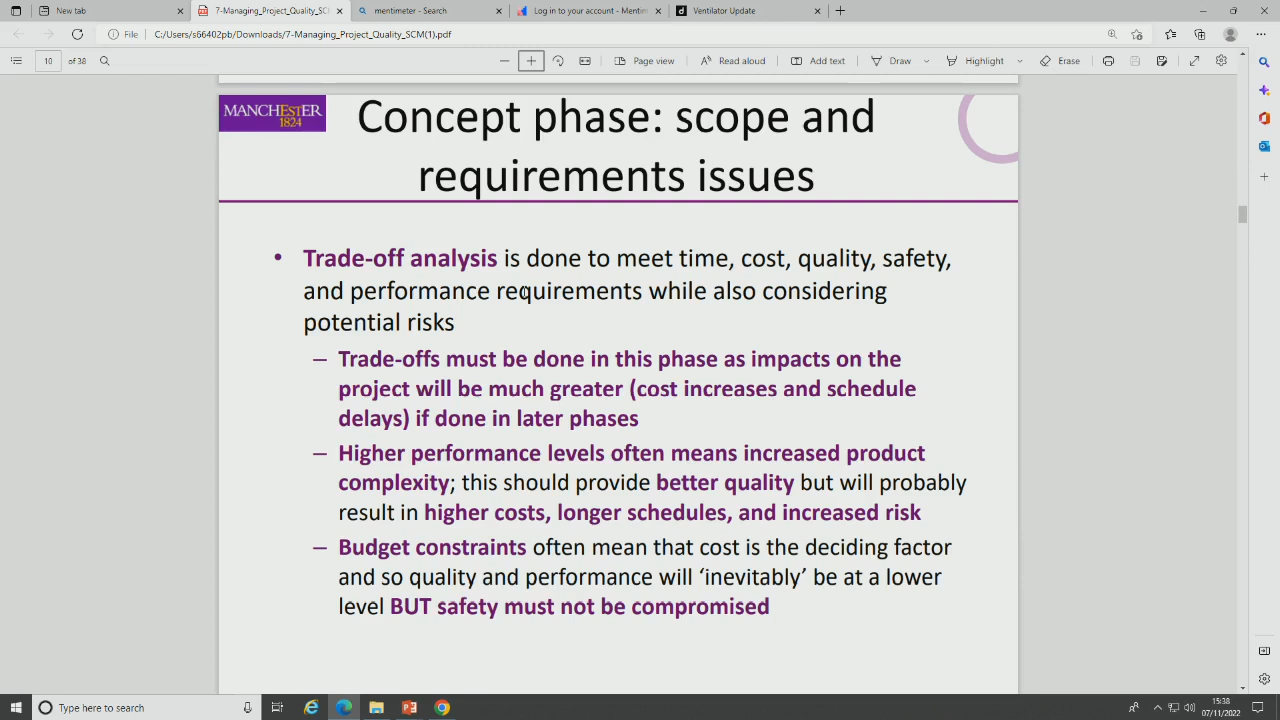 New tab
7-Managing_Project_Quality_SCM
mentimeter - Search
Log in to your account - Mentim
Ventilator Update
File
C:/Users/s66402pb/Downloads/7-Managing_Project_Quality_SCM(1).pdf
10 of 38
Page view
Read aloud
Add text
Draw
Highlight
Erase
MANCHESTER
1824
Concept phase: scope and
requirements issues
• Trade-off analysis is done to meet time, cost, quality, safety,
and performance requirements while also considering
potential risks
– Trade-offs must be done in this phase as impacts on the
project will be much greater (cost increases and schedule
delays) if done in later phases
– Higher performance levels often means increased product
complexity; this should provide better quality but will probably
result in higher costs, longer schedules, and increased risk
– Budget constraints often mean that cost is the deciding factor
and so quality and performance will ‘inevitably’ be at a lower
level BUT safety must not be compromised
Type here to search
15:38
07/11/2022